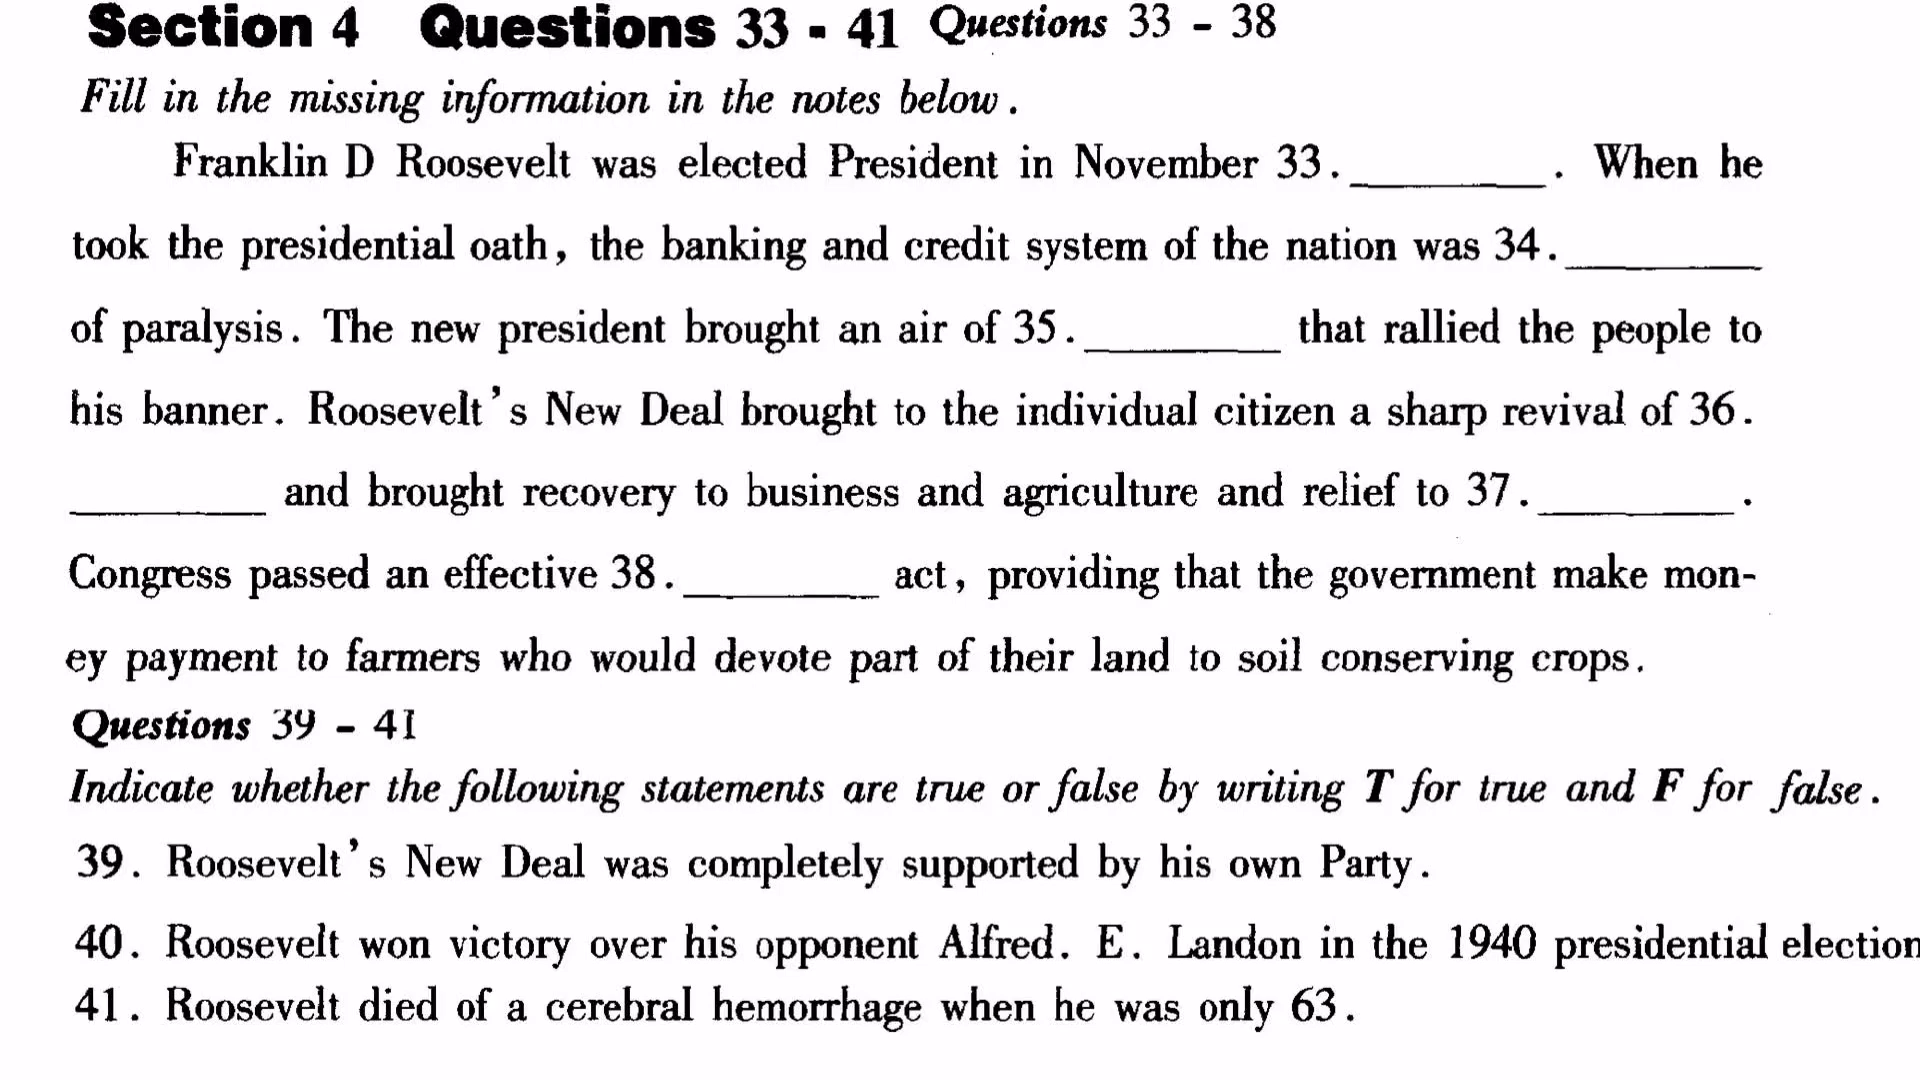 Section 4 Questions 33 - 41 Questions 33 - 38
Fill in the missing information in the notes below.
Franklin D Roosevelt was elected President in November 33.________. When he
took the presidential oath, the banking and credit system of the nation was 34.________
of paralysis. The new president brought an air of 35.________ that rallied the people to
his banner. Roosevelt's New Deal brought to the individual citizen a sharp revival of 36.
________ and brought recovery to business and agriculture and relief to 37.________.
Congress passed an effective 38.________ act, providing that the government make mon-
ey payment to farmers who would devote part of their land to soil conserving crops.
Questions 39 - 41
Indicate whether the following statements are true or false by writing T for true and F for false.
39. Roosevelt's New Deal was completely supported by his own Party.
40. Roosevelt won victory over his opponent Alfred. E. Landon in the 1940 presidential election
41. Roosevelt died of a cerebral hemorrhage when he was only 63.